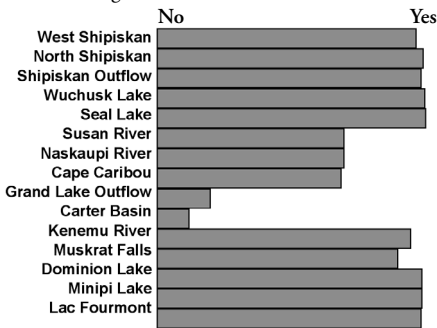 No Yes
West Shipiskan
North Shipiskan
Shipiskan Outflow
Wuchusk Lake
Seal Lake
Susan River
Naskaupi River
Cape Caribou
Grand Lake Outflow
Carter Basin
Kenemu River
Muskrat Falls
Dominion Lake
Minipi Lake
Lac Fourmont